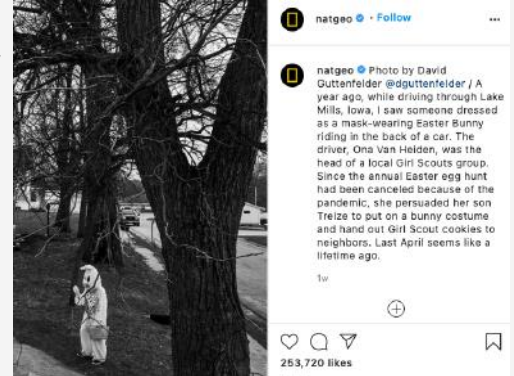 natgeo • Follow
natgeo Photo by David
Guttenfelder @dguttenfelder / A
year ago, while driving through Lake
Mills, Iowa, I saw someone dressed
as a mask-wearing Easter Bunny
riding in the back of a car. The
driver, Ona Van Heiden, was the
head of a local Girl Scouts group.
Since the annual Easter egg hunt
had been canceled because of the
pandemic, she persuaded her son
Treize to put on a bunny costume
and hand out Girl Scout cookies to
neighbors. Last April seems like a
lifetime ago.
1w
253,720 likes